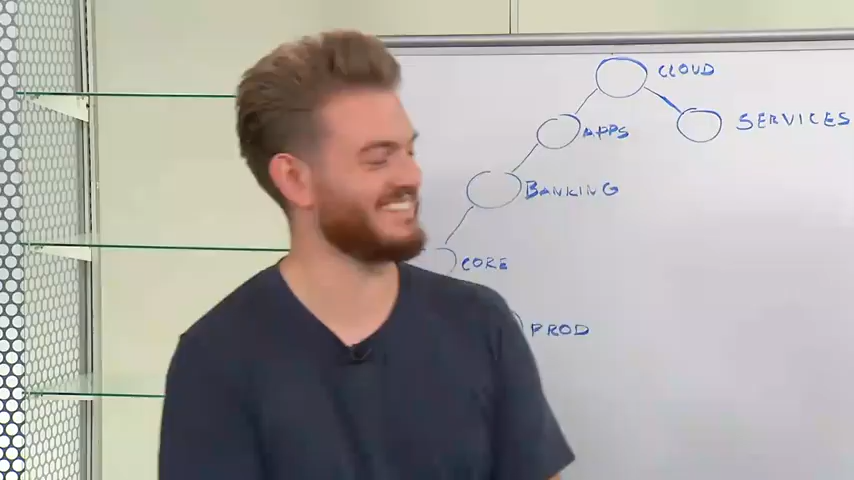 CLOUD
SERVICES
APPS
BANKING
CORE
PROD